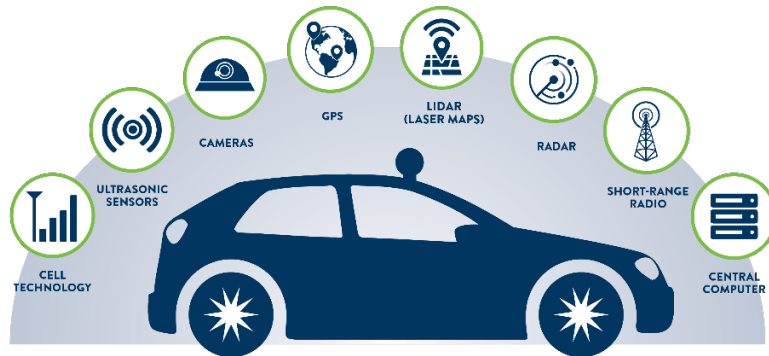 CELL
TECHNOLOGY
ULTRASONIC
SENSORS
CAMERAS
GPS
LIDAR
(LASER MAPS)
RADAR
SHORT-RANGE
RADIO
CENTRAL
COMPUTER